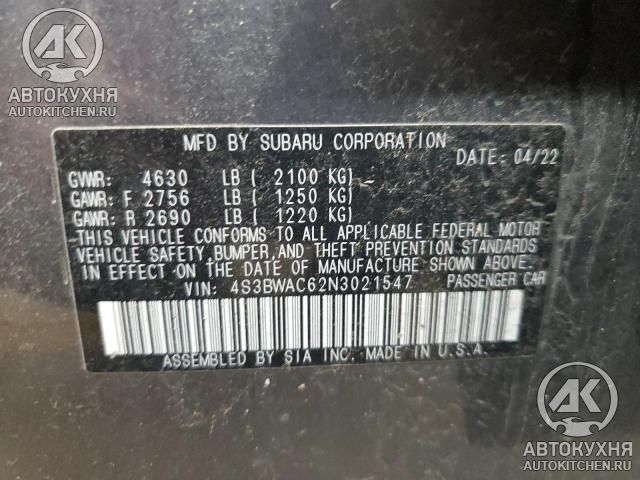 АК
АВТОКУХНЯ
AUTOKITCHEN.RU
MFD BY SUBARU CORPORATION
DATE: 04/22
GVWR: 4630 LB ( 2100 KG)
GAWR: F 2756 LB ( 1250 KG)
GAWR: R 2690 LB ( 1220 KG)
THIS VEHICLE CONFORMS TO ALL APPLICABLE FEDERAL MOTOR
VEHICLE SAFETY, BUMPER, AND THEFT PREVENTION STANDARDS
IN EFFECT ON THE DATE OF MANUFACTURE SHOWN ABOVE.
VIN: 4S3BWAC62N3021547 PASSENGER CAR
ASSEMBLED BY SIA INC. MADE IN U.S.A.
АК
АВТОКУХНЯ
AUTOKITCHEN.RU